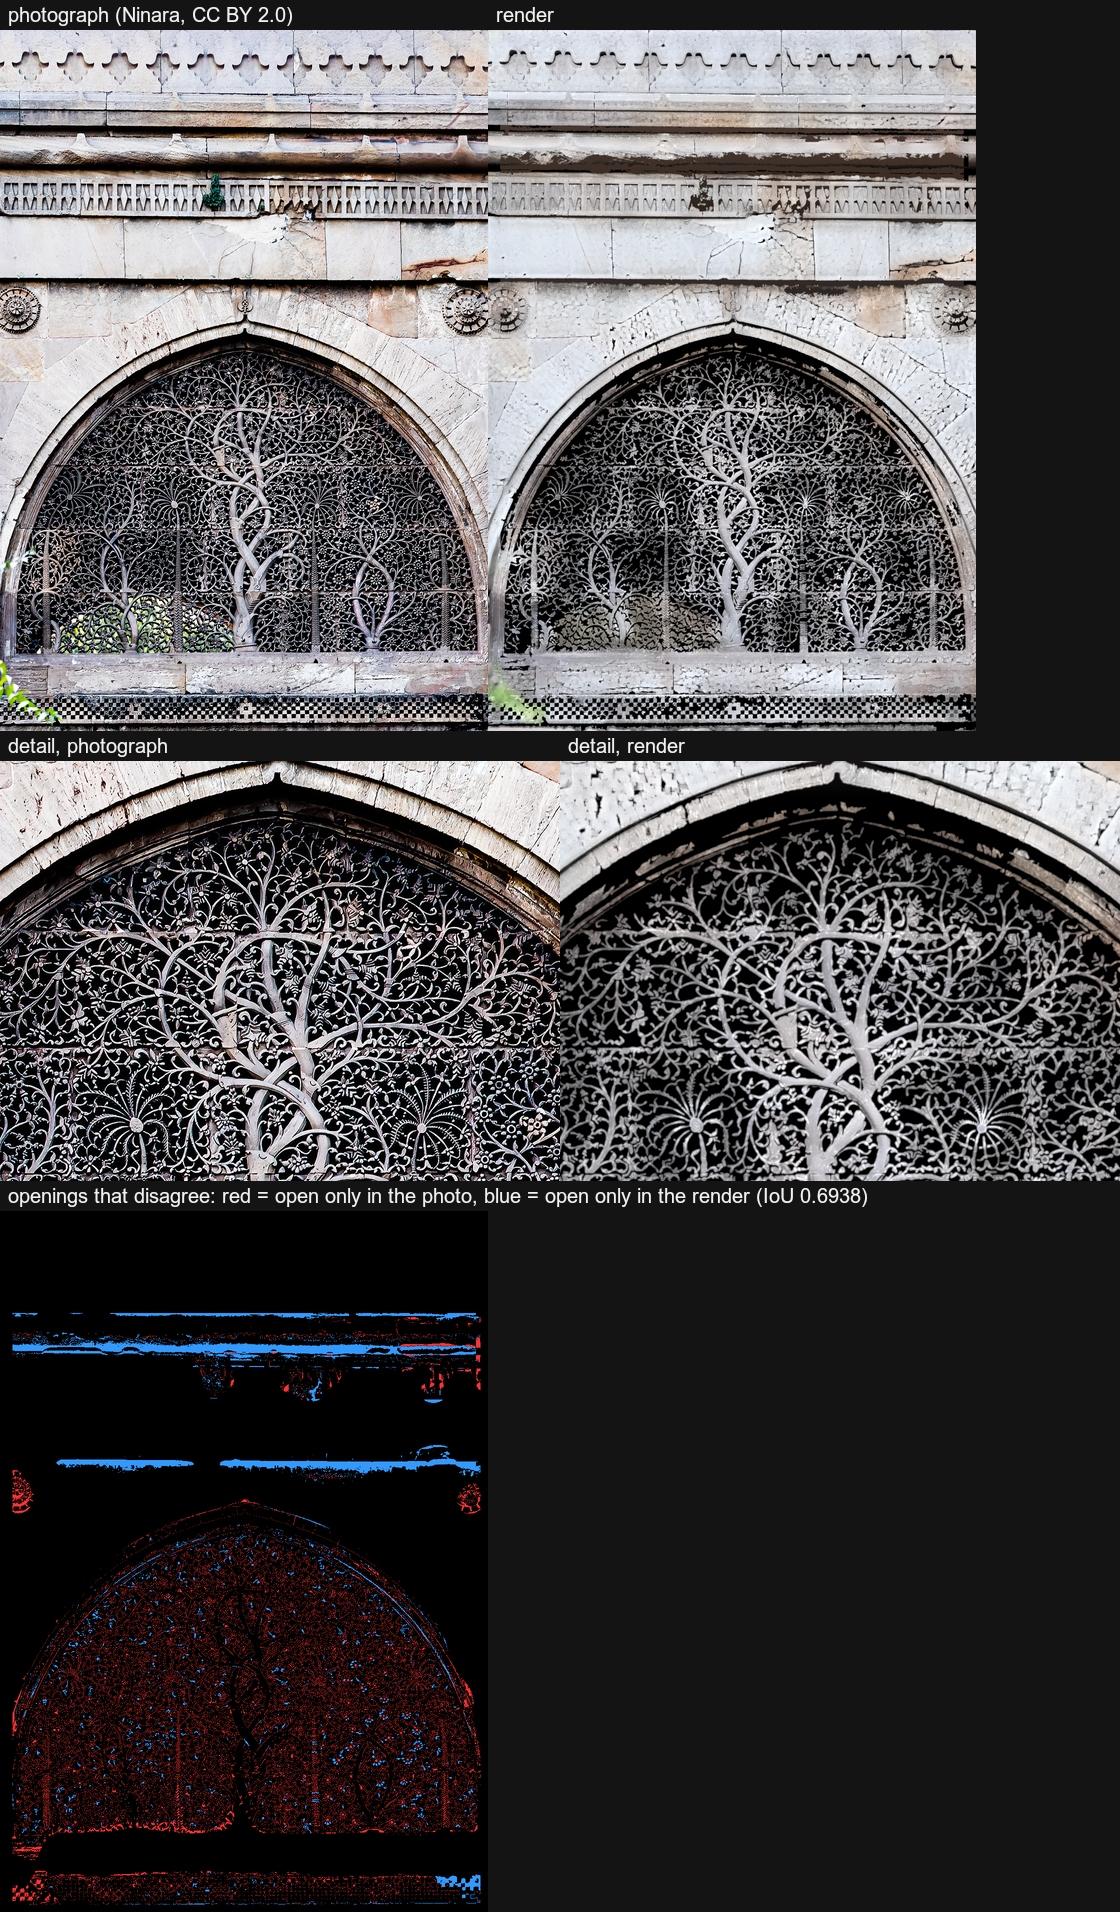 photograph (Ninara, CC BY 2.0)
render
detail, photograph
detail, render
openings that disagree: red = open only in the photo, blue = open only in the render (IoU 0.6938)